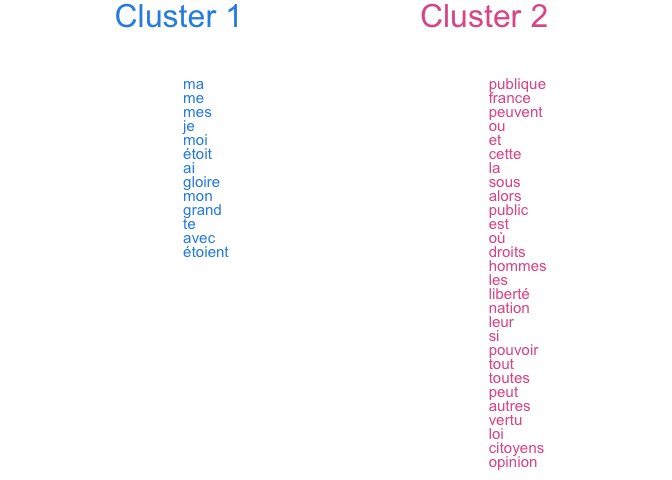 Cluster 1
ma
me
mes
je
moi
étoit
ai
gloire
mon
grand
te
avec
étoient
Cluster 2
publique
france
peuvent
ou
et
cette
la
sous
alors
public
est
où
droits
hommes
les
liberté
nation
leur
si
pouvoir
tout
toutes
peut
autres
vertu
loi
citoyens
opinion